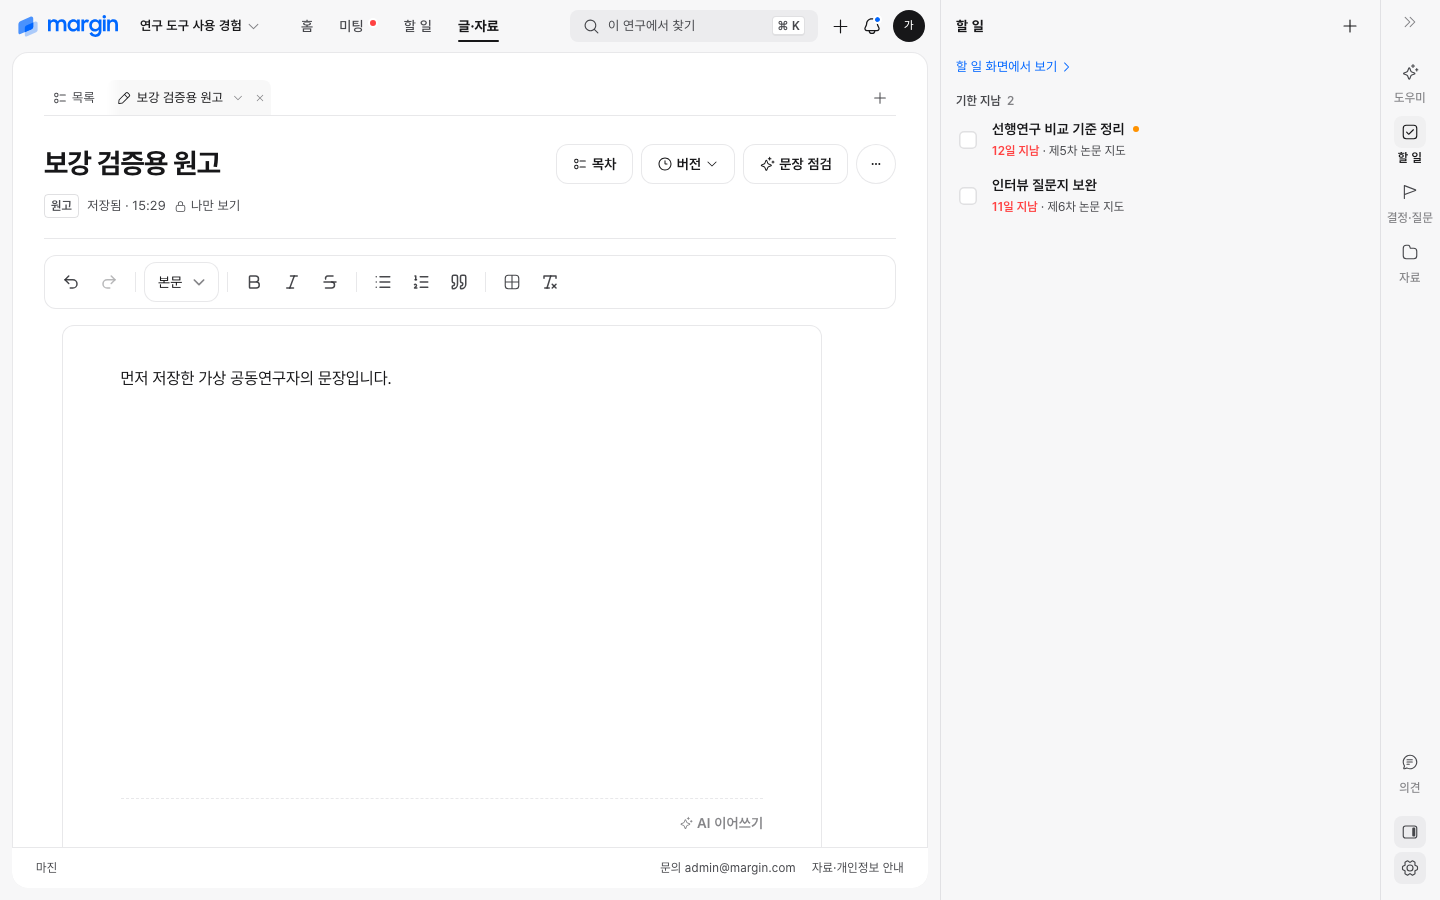 margin
연구 도구 사용 경험
홈
미팅
할 일
글·자료
이 연구에서 찾기
⌘ K
가
목록
보강 검증용 원고
보강 검증용 원고
목차
버전
문장 점검
원고
저장됨 · 15:29
나만 보기
본문
먼저 저장한 가상 공동연구자의 문장입니다.
AI 이어쓰기
마진
문의 admin@margin.com
자료·개인정보 안내
할 일
할 일 화면에서 보기
기한 지남 2
선행연구 비교 기준 정리
12일 지남 · 제5차 논문 지도
인터뷰 질문지 보완
11일 지남 · 제6차 논문 지도
도우미
할 일
결정·질문
자료
의견